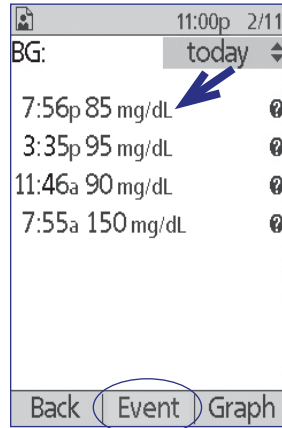 11:00p 2/11
BG: today
7:56p 85 mg/dL ?
3:35p 95 mg/dL ?
11:46a 90 mg/dL ?
7:55a 150 mg/dL ?
Back Event Graph